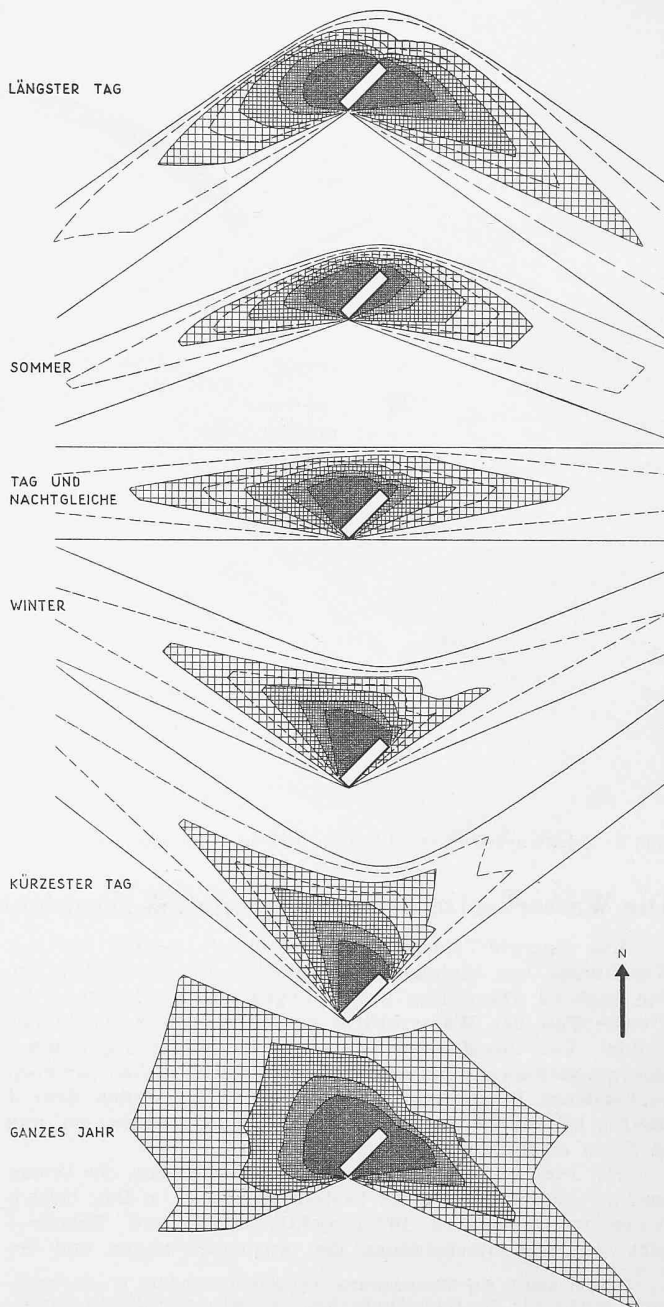 LÄNGSTER TAG
SOMMER
TAG UND
NACHTGLEICHE
WINTER
KÜRZESTER TAG
N
GANZES JAHR